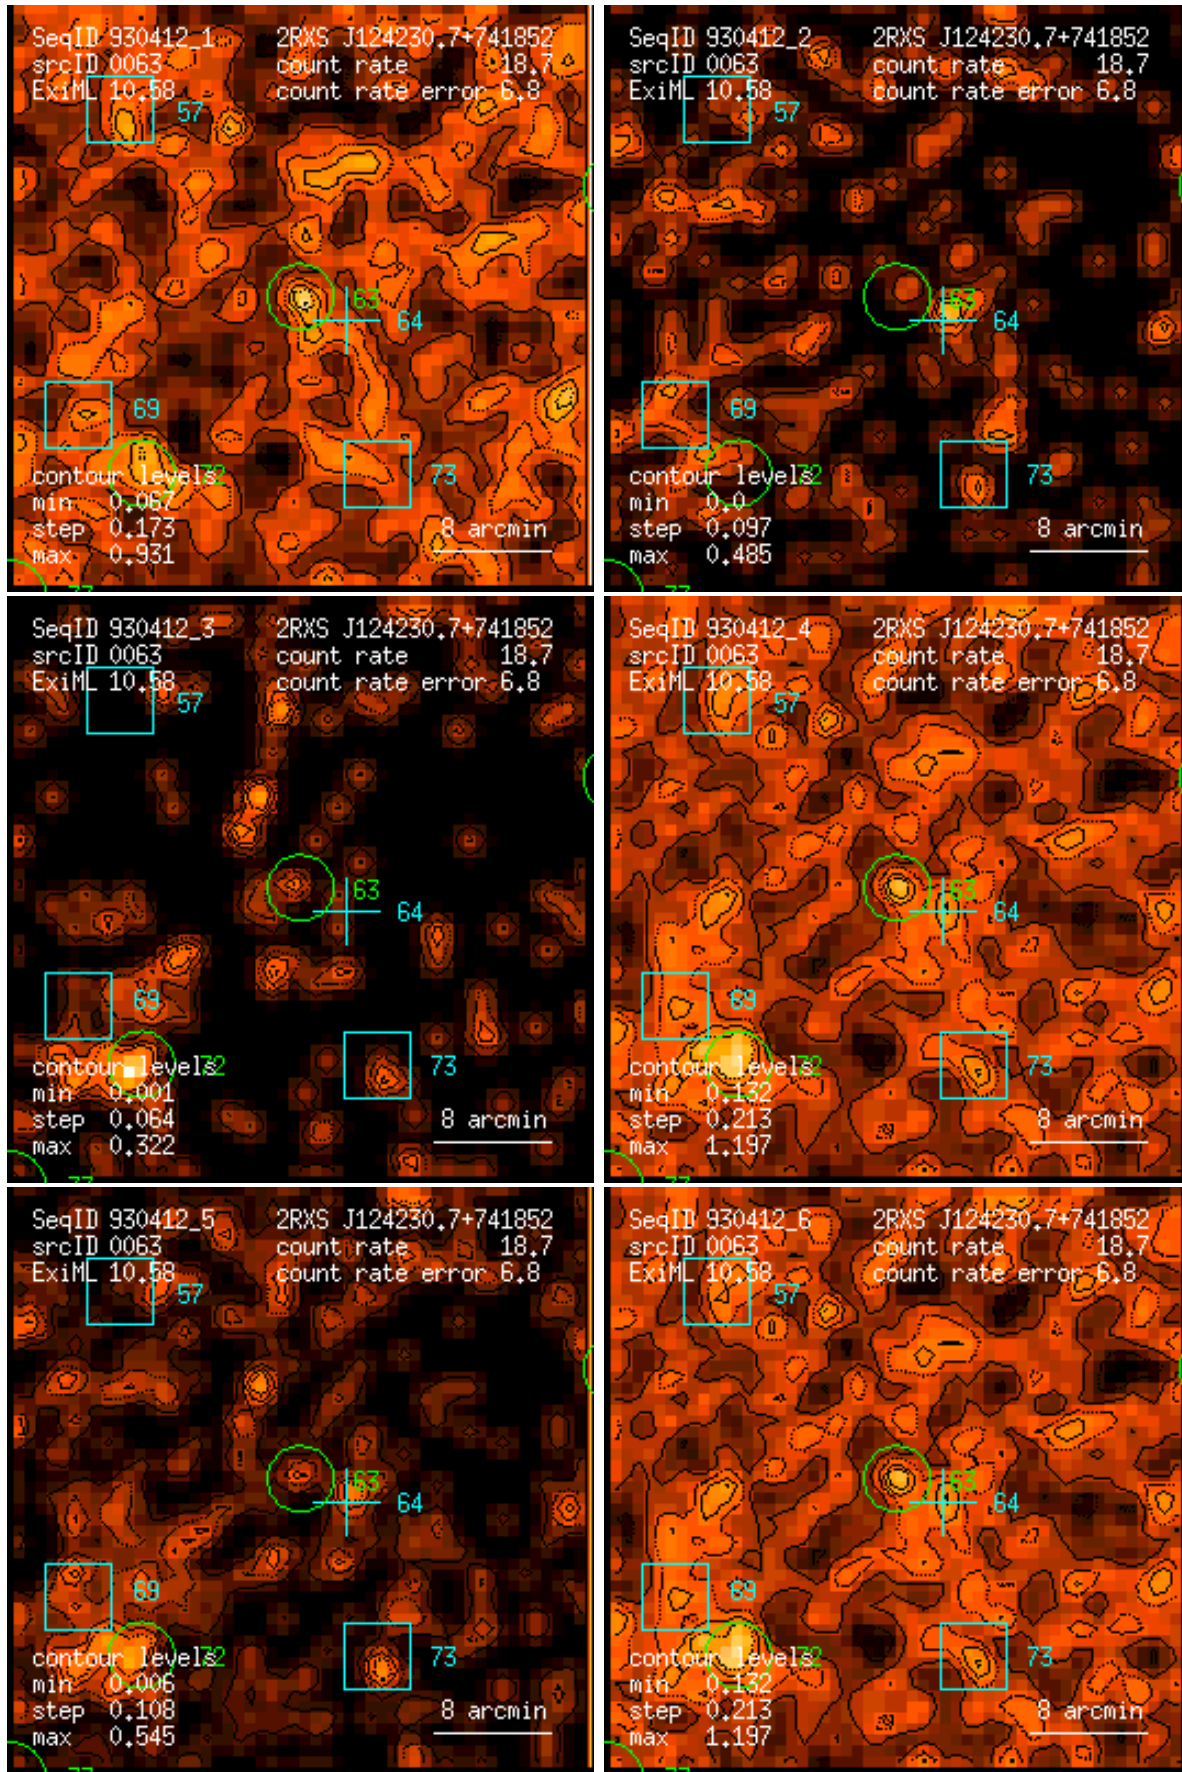 SeqID 930412_1 2RXS J124230.7+741852
srcID 0063 count rate 18.7
ExiML 10.58 count rate error 6.8
57
63
64
69
72
73
contour levels
min 0.067
step 0.173 8 arcmin
max 0.931
77
SeqID 930412_2 2RXS J124230.7+741852
srcID 0063 count rate 18.7
ExiML 10.58 count rate error 6.8
57
63
64
69
72
73
contour levels
min 0.0
step 0.097 8 arcmin
max 0.485
77
SeqID 930412_3 2RXS J124230.7+741852
srcID 0063 count rate 18.7
ExiML 10.58 count rate error 6.8
57
63
64
69
72
73
contour levels
min 0.001
step 0.064 8 arcmin
max 0.322
77
SeqID 930412_4 2RXS J124230.7+741852
srcID 0063 count rate 18.7
ExiML 10.58 count rate error 6.8
57
63
64
69
72
73
contour levels
min 0.132
step 0.213 8 arcmin
max 1.197
77
SeqID 930412_5 2RXS J124230.7+741852
srcID 0063 count rate 18.7
ExiML 10.58 count rate error 6.8
57
63
64
69
72
73
contour levels
min 0.006
step 0.108 8 arcmin
max 0.545
77
SeqID 930412_6 2RXS J124230.7+741852
srcID 0063 count rate 18.7
ExiML 10.58 count rate error 6.8
57
63
64
69
72
73
contour levels
min 0.132
step 0.213 8 arcmin
max 1.197
77